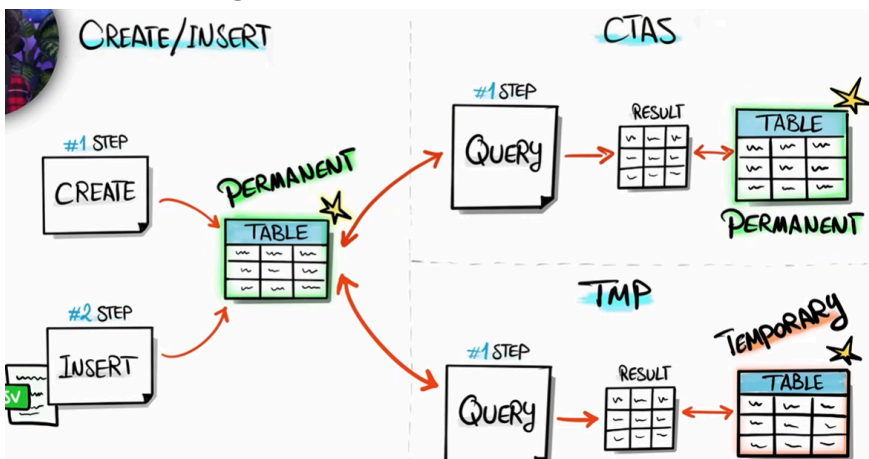 CREATE/INSERT
#1 STEP
CREATE
PERMANENT
TABLE
#2 STEP
INSERT
SV
CTAS
#1 STEP
QUERY
RESULT
TABLE
PERMANENT
TMP
#1 STEP
QUERY
RESULT
TEMPORARY
TABLE